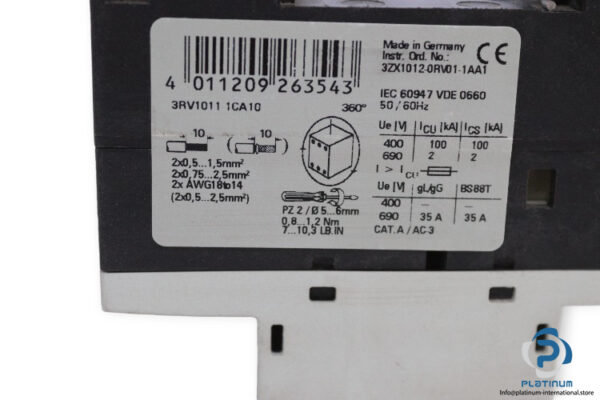 Made in Germany
Instr. Ord. No.:
3ZX1012-0RV01-1AA1
CE
4 011209 263543
3RV1011 1CA10
360°
IEC 60947 VDE 0660
50 / 60Hz
10
10
2x0,5...1,5mm²
2x0,75...2,5mm²
2x AWG18to14
(2x0,5...2,5mm²)
PZ 2 / Ø 5...6mm
0,8...1,2 Nm
7...10,3 LB.IN
Ue [V] ICU [kA] ICS [kA]
400 100 100
690 2 2
I > ICU
Ue [V] gL/gG BS88T
400 — —
690 35 A 35 A
CAT. A / AC-3
PLATINUM
Info@platinum-international.store